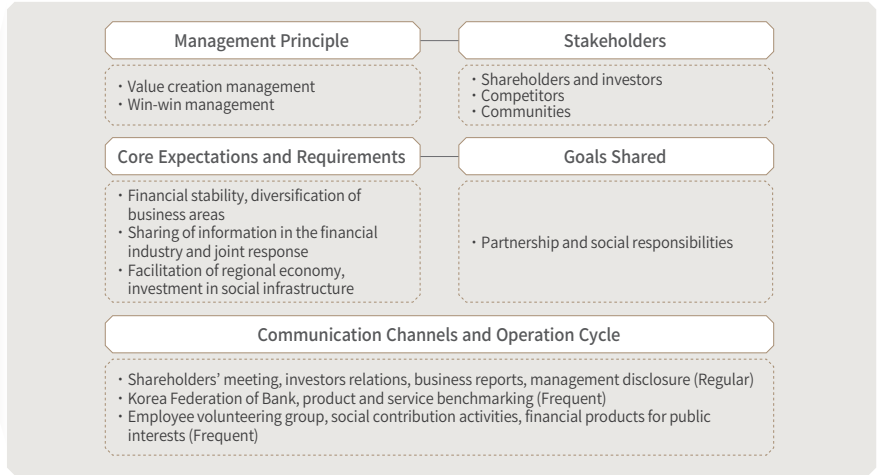 Management Principle
Stakeholders
・Value creation management
・Win-win management
・Shareholders and investors
・Competitors
・Communities
Core Expectations and Requirements
Goals Shared
・Financial stability, diversification of
business areas
・Sharing of information in the financial
industry and joint response
・Facilitation of regional economy,
investment in social infrastructure
・Partnership and social responsibilities
Communication Channels and Operation Cycle
・Shareholders’ meeting, investors relations, business reports, management disclosure (Regular)
・Korea Federation of Bank, product and service benchmarking (Frequent)
・Employee volunteering group, social contribution activities, financial products for public
interests (Frequent)